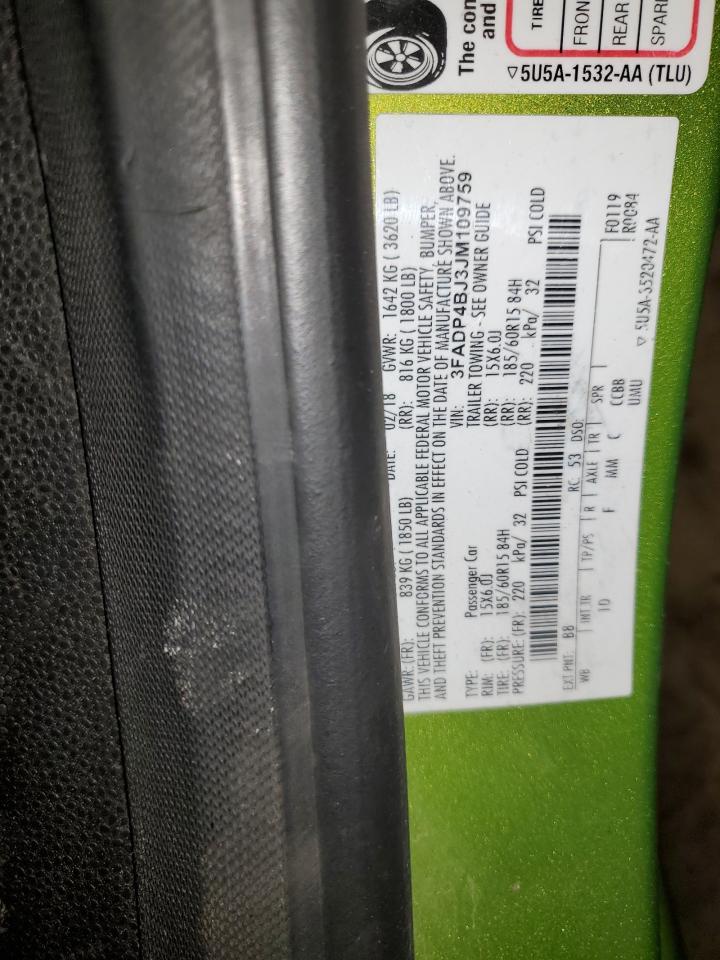 The con
and
TIRE
FRON
REAR
SPAR
▽5U5A-1532-AA (TLU)
DATE: 02/18 GVWR: 1642 KG ( 3620 LB)
GAWR: (FR): 839 KG ( 1850 LB) (RR): 816 KG ( 1800 LB)
THIS VEHICLE CONFORMS TO ALL APPLICABLE FEDERAL MOTOR VEHICLE SAFETY, BUMPER,
AND THEFT PREVENTION STANDARDS IN EFFECT ON THE DATE OF MANUFACTURE SHOWN ABOVE.
VIN: 3FADP4BJ3JM109759
TYPE: Passenger Car TRAILER TOWING - SEE OWNER GUIDE
RIM: (FR): 15X6.0J (RR): 15X6.0J
TIRE: (FR): 185/60R15 84H (RR): 185/60R15 84H
PRESSURE: (FR): 220 kPa/ 32 PSI COLD (RR): 220 kPa/ 32 PSI COLD
EXT PNT: BB RC: 53 DSO: F0119
WB INT TR TP/PS R AXLE TR SPR R0C84
10 F MM C CCBB
UMU
▽ 5U5A-5520472-AA